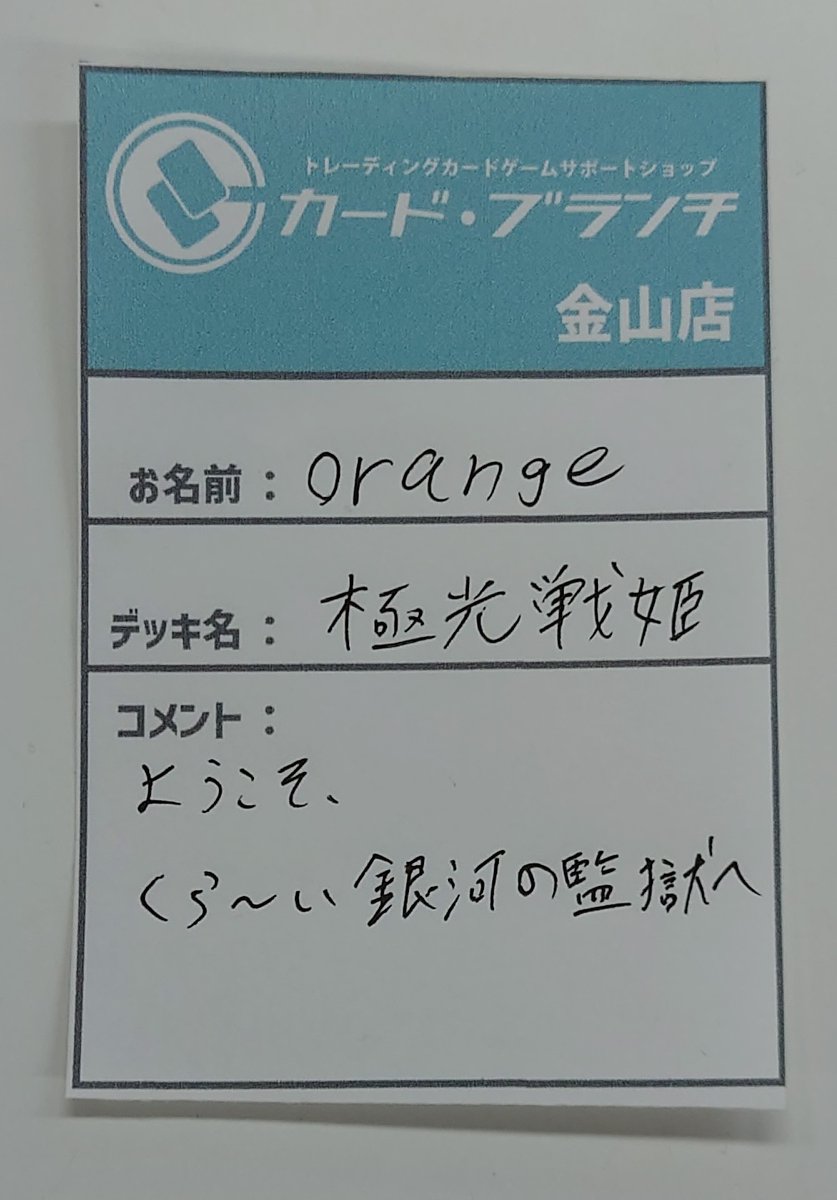 トレーディングカードゲームサポートショップ
カード・ブランチ
金山店
お名前： orange
デッキ名： 極光戦姫
コメント：
ようこそ、
くら〜い銀河の監獄へ